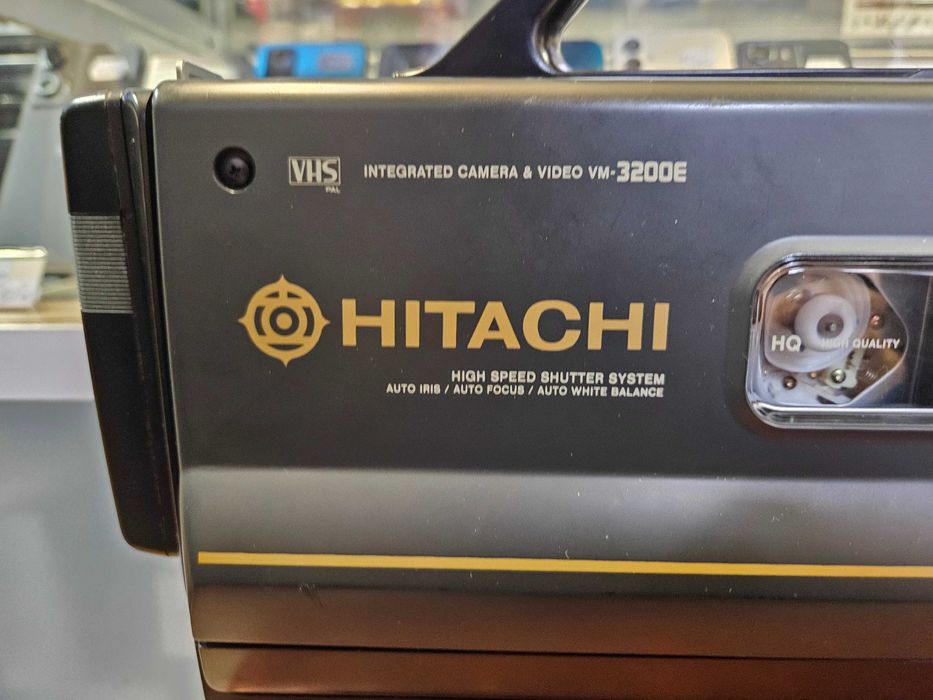 VHS
PAL
INTEGRATED CAMERA & VIDEO VM-3200E
HITACHI
HIGH SPEED SHUTTER SYSTEM
AUTO IRIS / AUTO FOCUS / AUTO WHITE BALANCE
HQ HIGH QUALITY